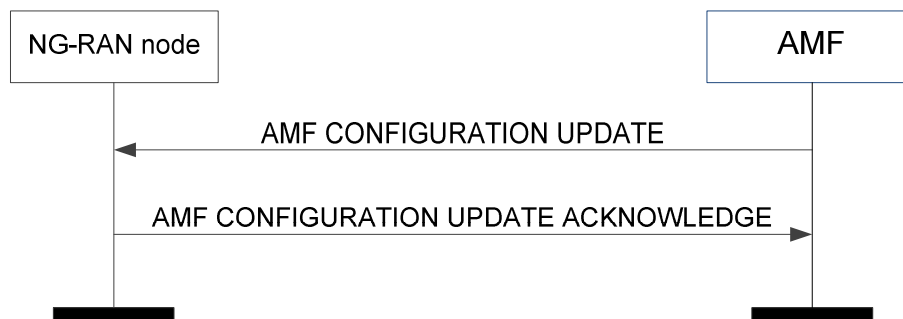 NG-RAN node
AMF
AMF CONFIGURATION UPDATE
AMF CONFIGURATION UPDATE ACKNOWLEDGE